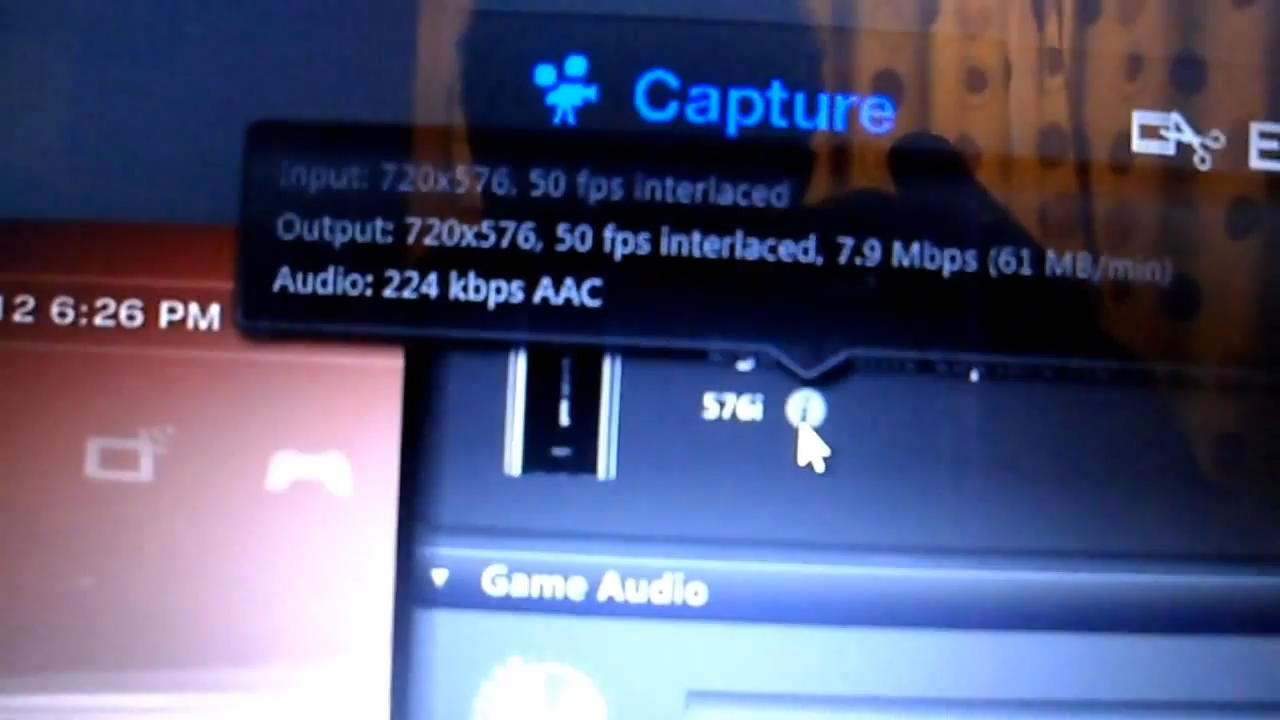 Capture
E
Input: 720x576, 50 fps interlaced
Output: 720x576, 50 fps interlaced, 7.9 Mbps (61 MB/min)
Audio: 224 kbps AAC
12 6:26 PM
576i
Game Audio